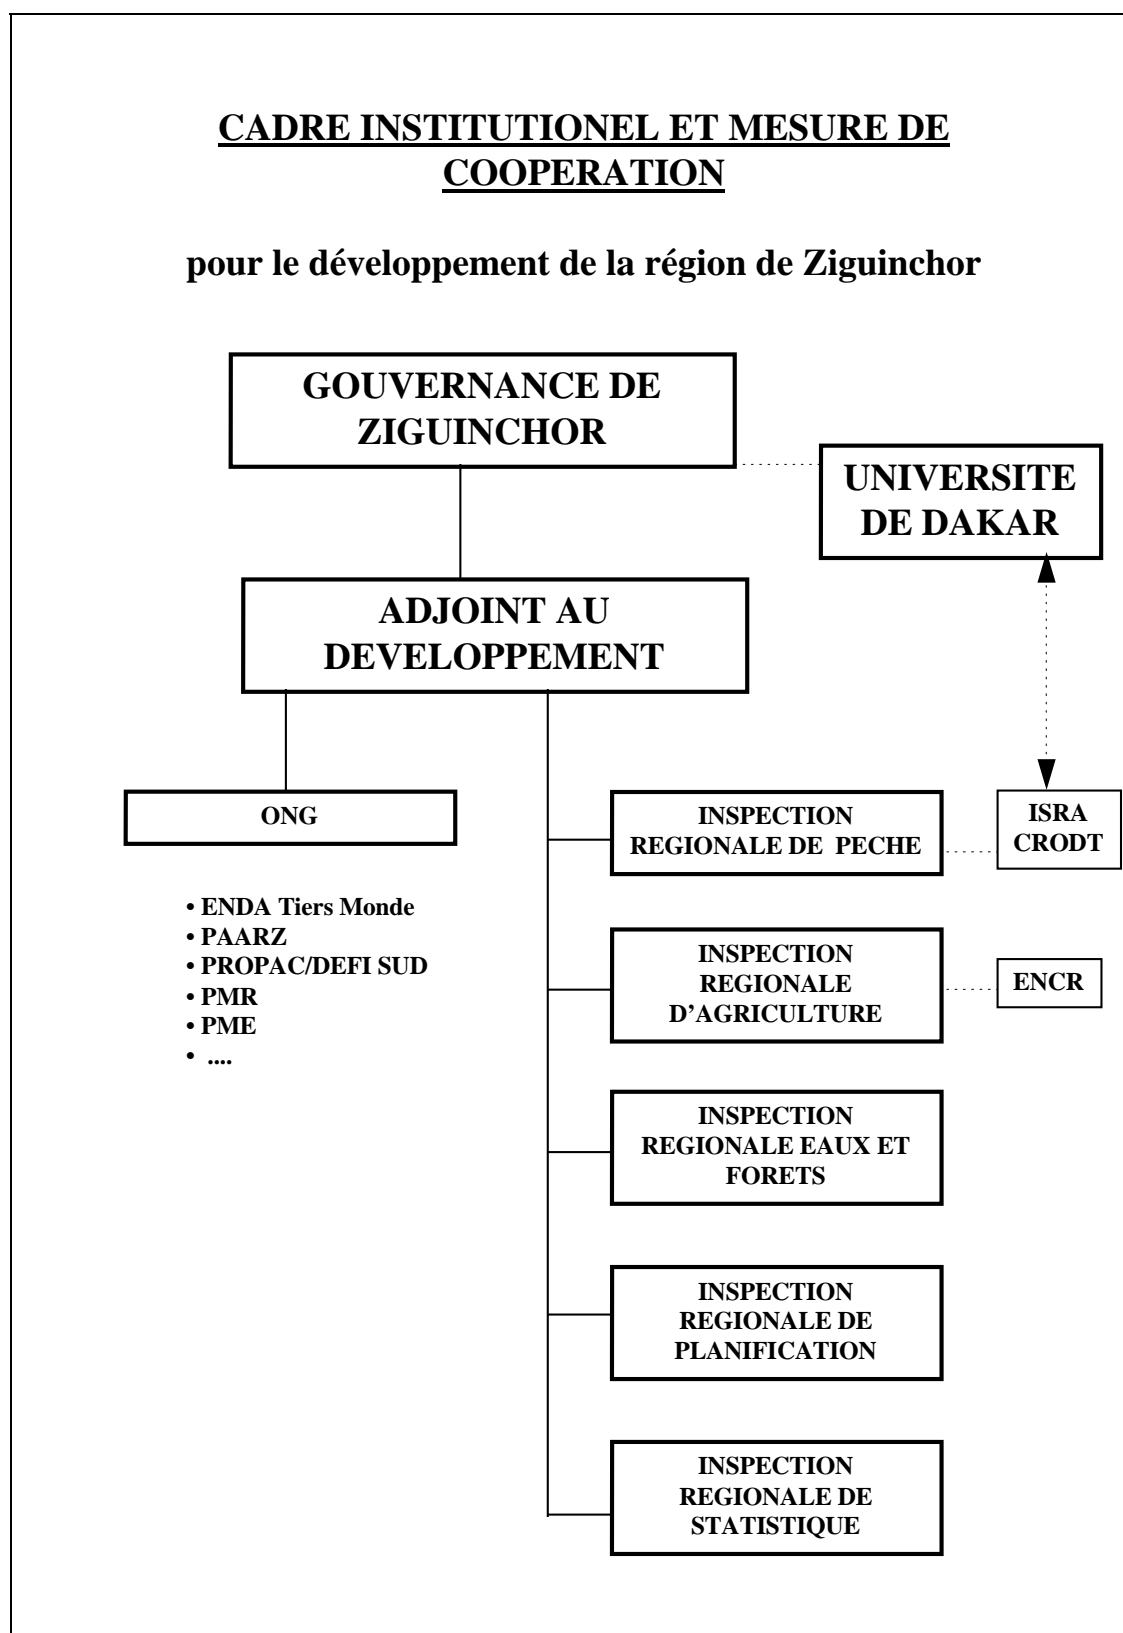 CADRE INSTITUTIONEL ET MESURE DE
COOPERATION
pour le développement de la région de Ziguinchor
GOUVERNANCE DE
ZIGUINCHOR
UNIVERSITE
DE DAKAR
ADJOINT AU
DEVELOPPEMENT
ONG
• ENDA Tiers Monde
• PAARZ
• PROPAC/DEFI SUD
• PMR
• PME
• ....
INSPECTION
REGIONALE DE PECHE
ISRA
CRODT
INSPECTION
REGIONALE
D’AGRICULTURE
ENCR
INSPECTION
REGIONALE EAUX ET
FORETS
INSPECTION
REGIONALE DE
PLANIFICATION
INSPECTION
REGIONALE DE
STATISTIQUE